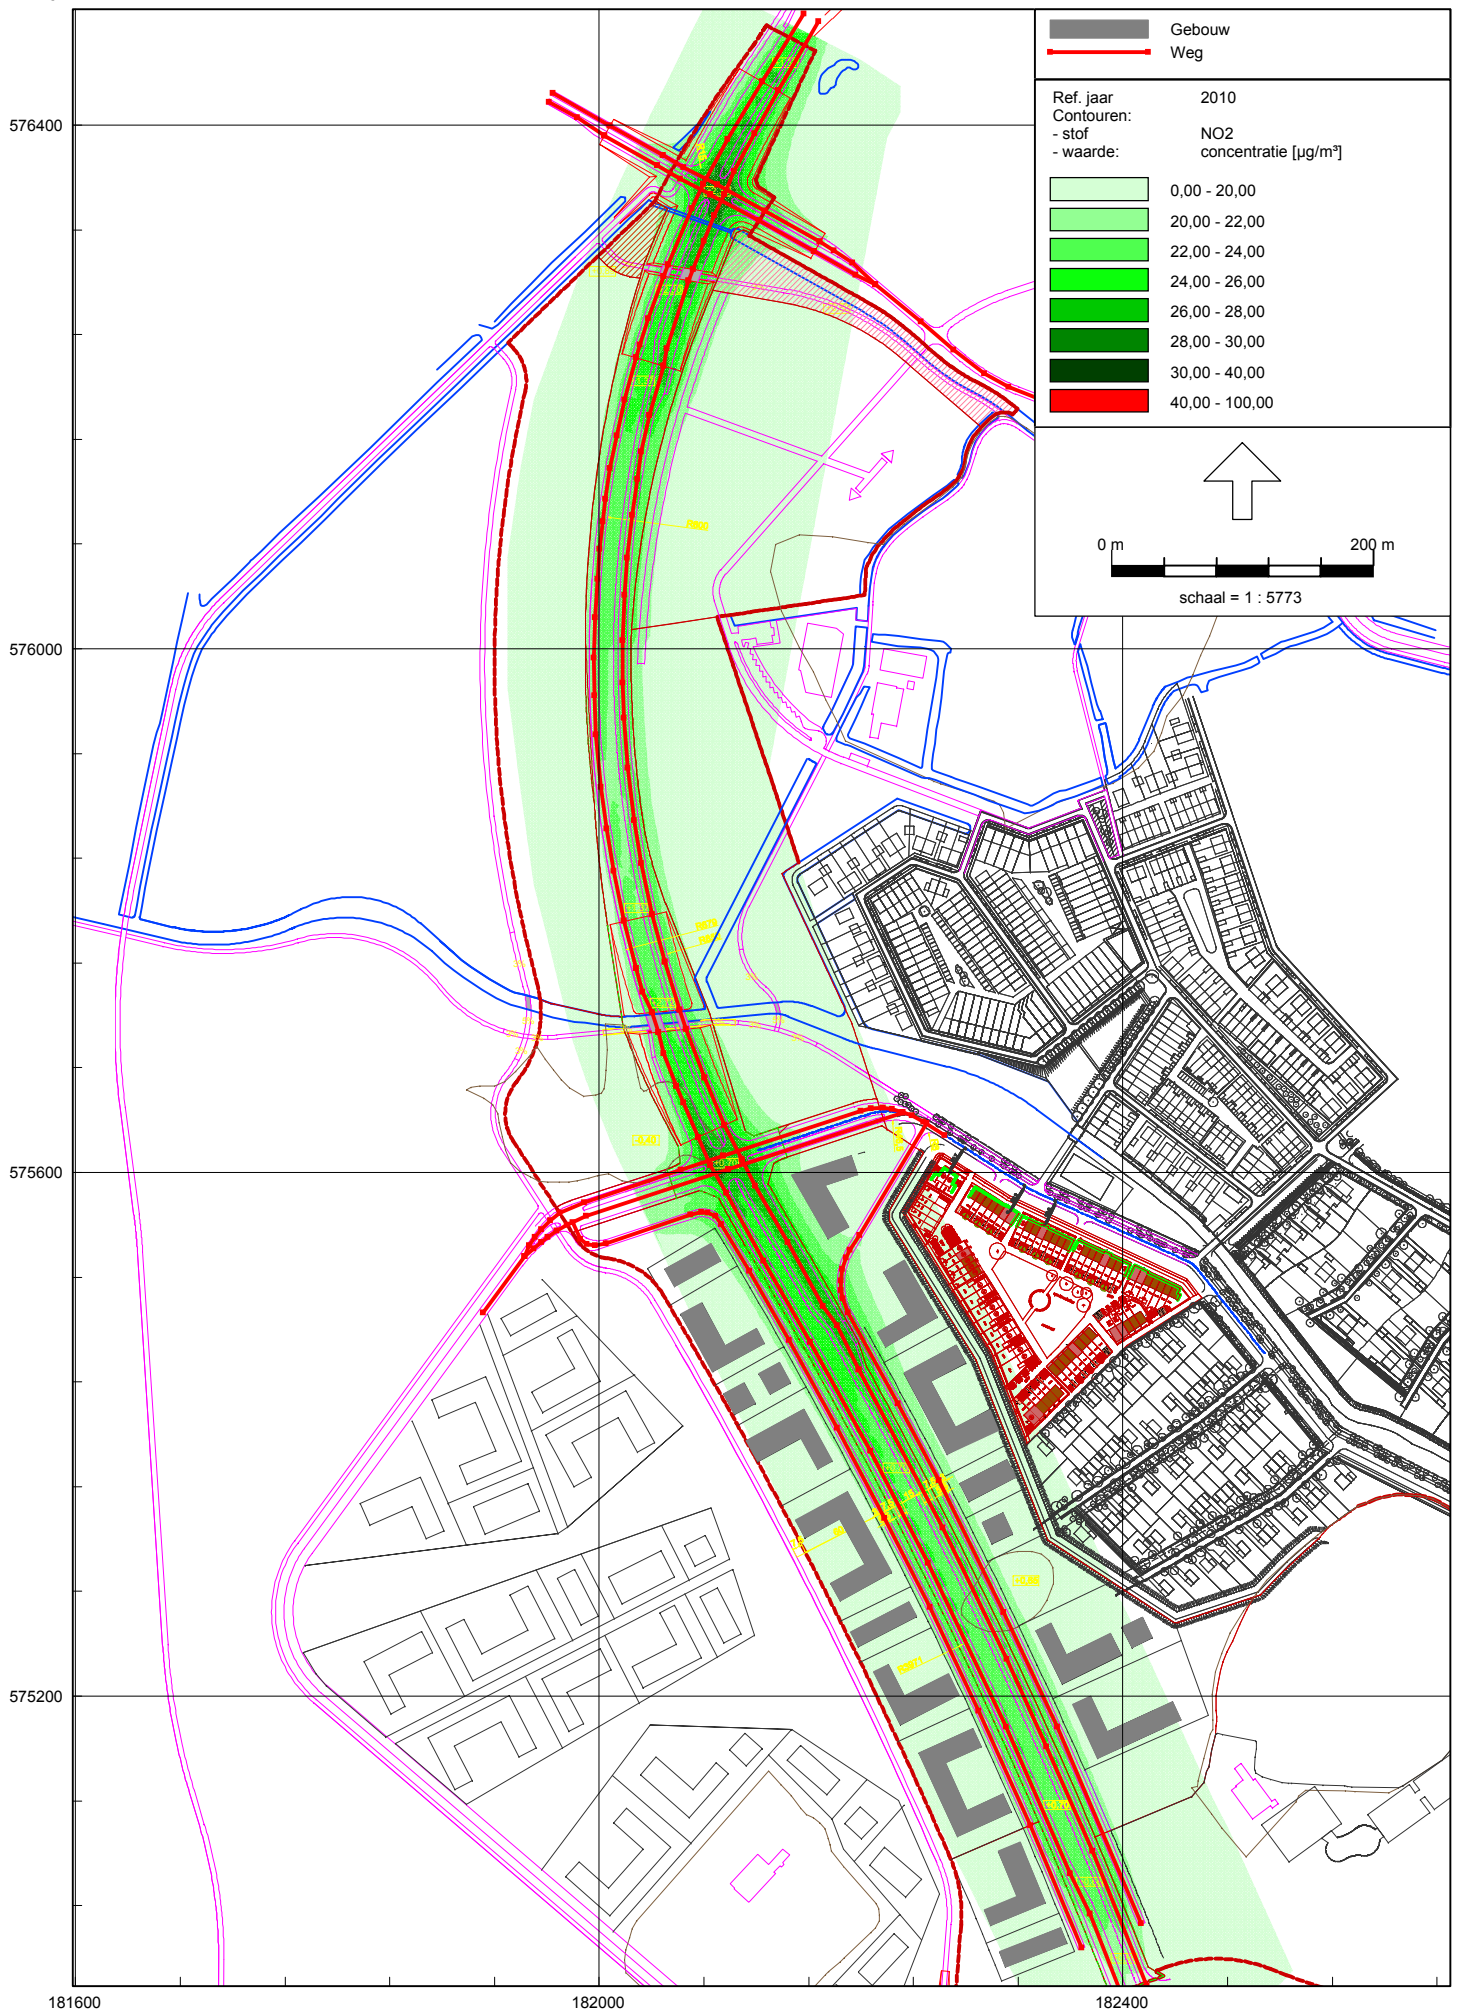 Gebouw
Weg
Ref. jaar 2010
Contouren:
- stof NO2
- waarde: concentratie [µg/m³]
0,00 - 20,00
20,00 - 22,00
22,00 - 24,00
24,00 - 26,00
26,00 - 28,00
28,00 - 30,00
30,00 - 40,00
40,00 - 100,00
0 m 200 m
schaal = 1 : 5773
576400
576000
575600
575200
181600 182000 182400